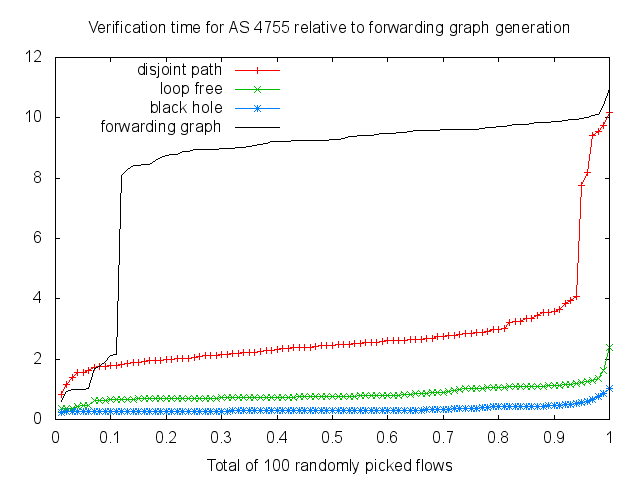 Verification time for AS 4755 relative to forwarding graph generation
disjoint path
loop free
black hole
forwarding graph
12
10
8
6
4
2
0
0 0.1 0.2 0.3 0.4 0.5 0.6 0.7 0.8 0.9 1
Total of 100 randomly picked flows